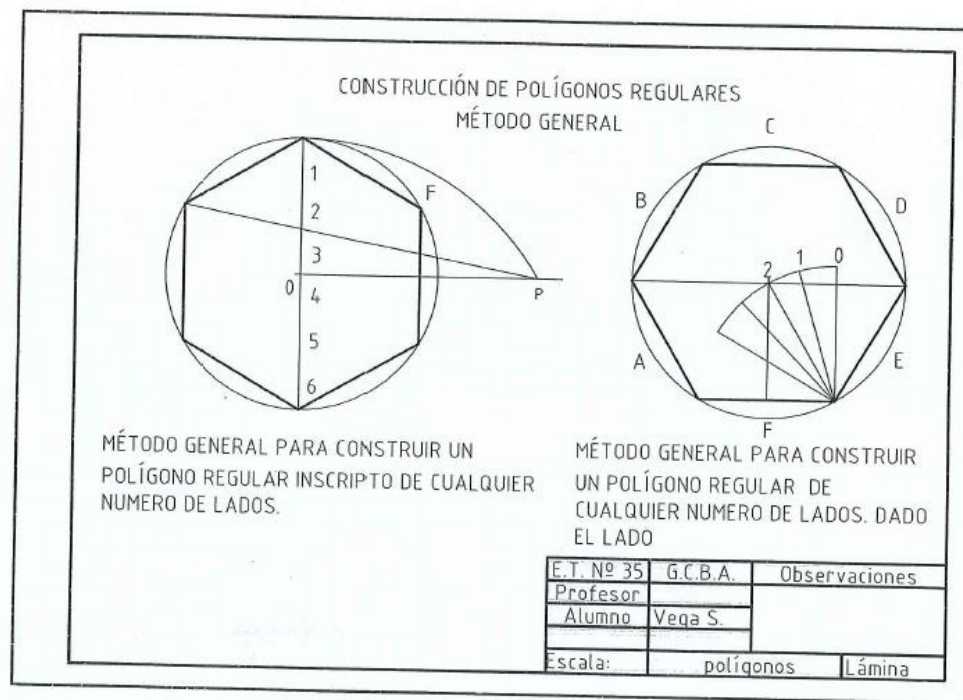 CONSTRUCCIÓN DE POLÍGONOS REGULARES
MÉTODO GENERAL
1
2
3
0
4
5
6
F
P
C
B
D
2
1
0
A
E
F
MÉTODO GENERAL PARA CONSTRUIR UN
POLÍGONO REGULAR INSCRIPTO DE CUALQUIER
NUMERO DE LADOS.
MÉTODO GENERAL PARA CONSTRUIR
UN POLÍGONO REGULAR DE
CUALQUIER NUMERO DE LADOS. DADO
EL LADO
E.T. Nº 35 G.C.B.A. Observaciones
Profesor
Alumno Vega S.
Escala: polígonos Lámina